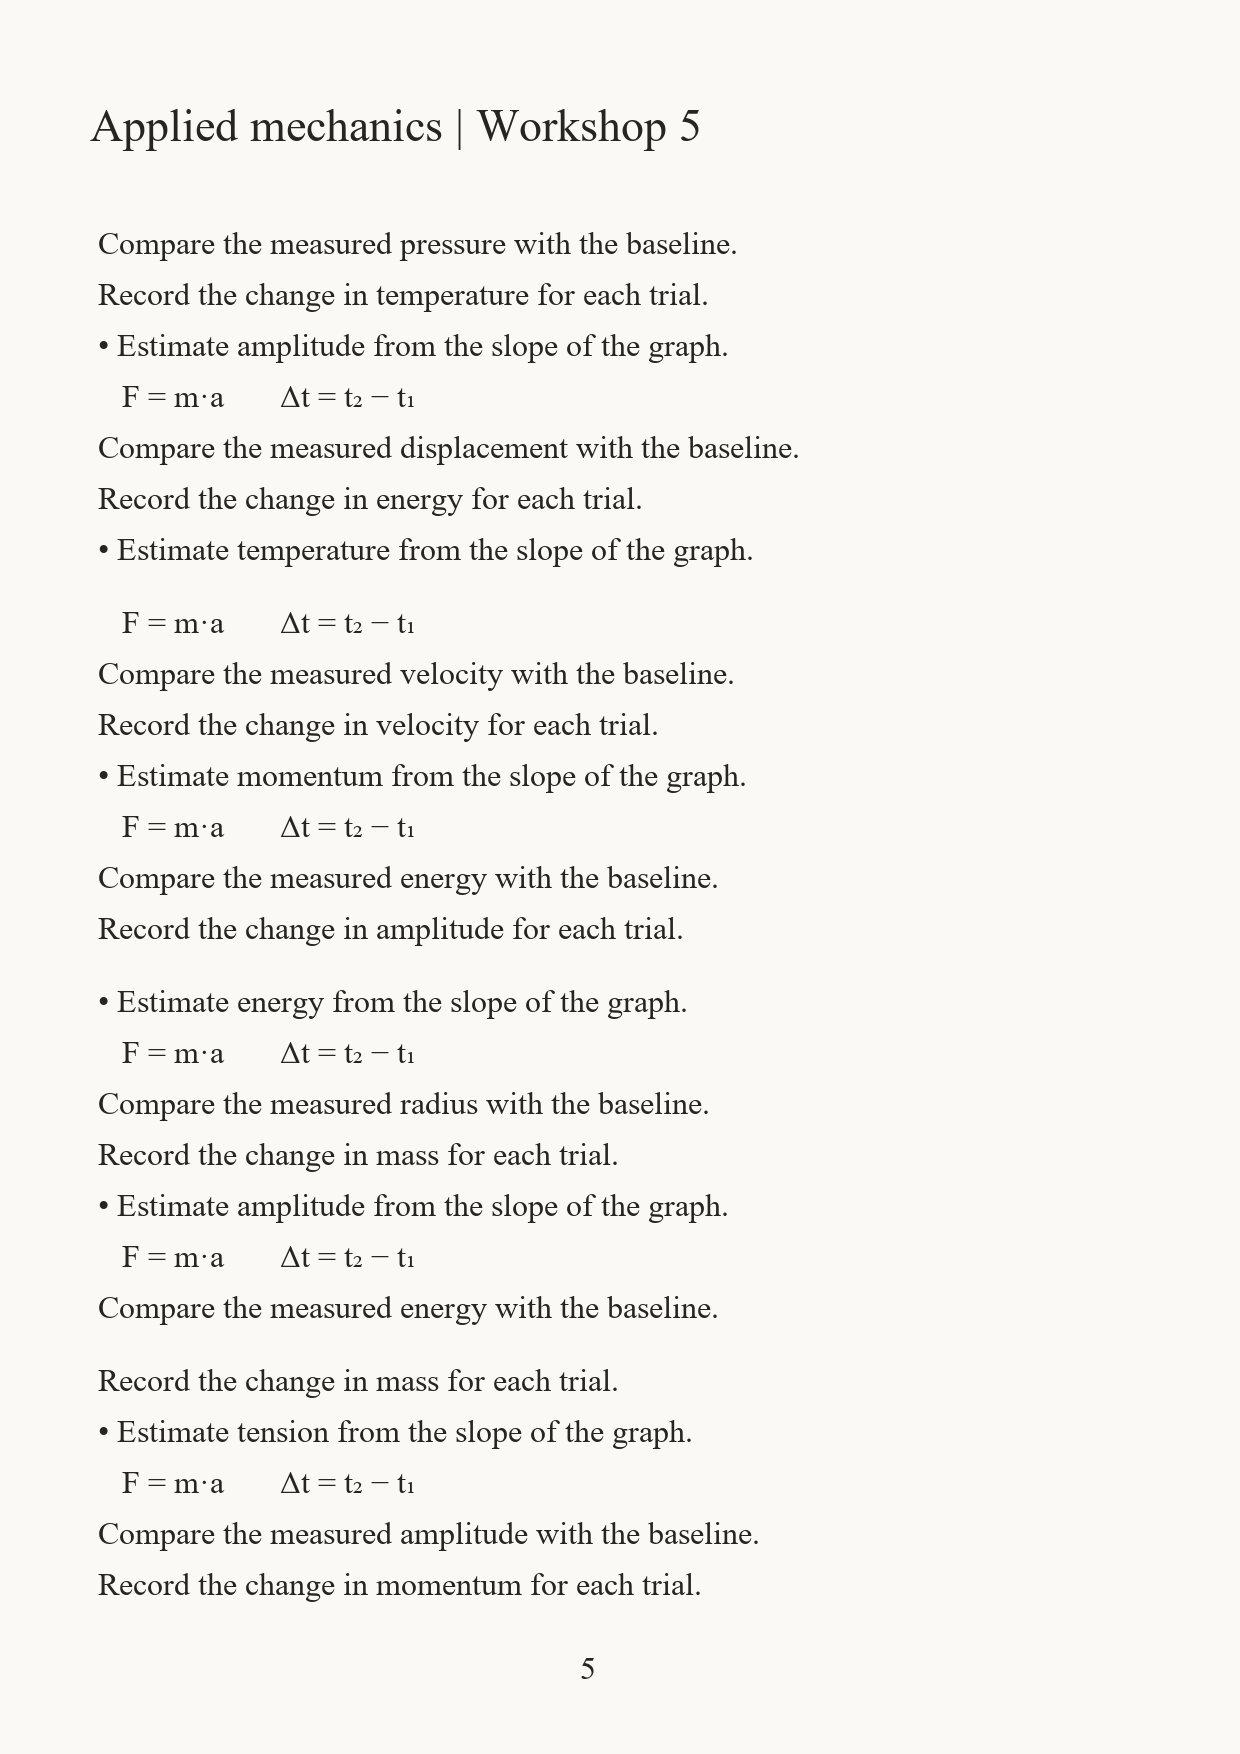 Applied mechanics | Workshop 5
Compare the measured pressure with the baseline.
Record the change in temperature for each trial.
• Estimate amplitude from the slope of the graph.
F = m·a  Δt = t₂ − t₁
Compare the measured displacement with the baseline.
Record the change in energy for each trial.
• Estimate temperature from the slope of the graph.
F = m·a  Δt = t₂ − t₁
Compare the measured velocity with the baseline.
Record the change in velocity for each trial.
• Estimate momentum from the slope of the graph.
F = m·a  Δt = t₂ − t₁
Compare the measured energy with the baseline.
Record the change in amplitude for each trial.
• Estimate energy from the slope of the graph.
F = m·a  Δt = t₂ − t₁
Compare the measured radius with the baseline.
Record the change in mass for each trial.
• Estimate amplitude from the slope of the graph.
F = m·a  Δt = t₂ − t₁
Compare the measured energy with the baseline.
Record the change in mass for each trial.
• Estimate tension from the slope of the graph.
F = m·a  Δt = t₂ − t₁
Compare the measured amplitude with the baseline.
Record the change in momentum for each trial.
5